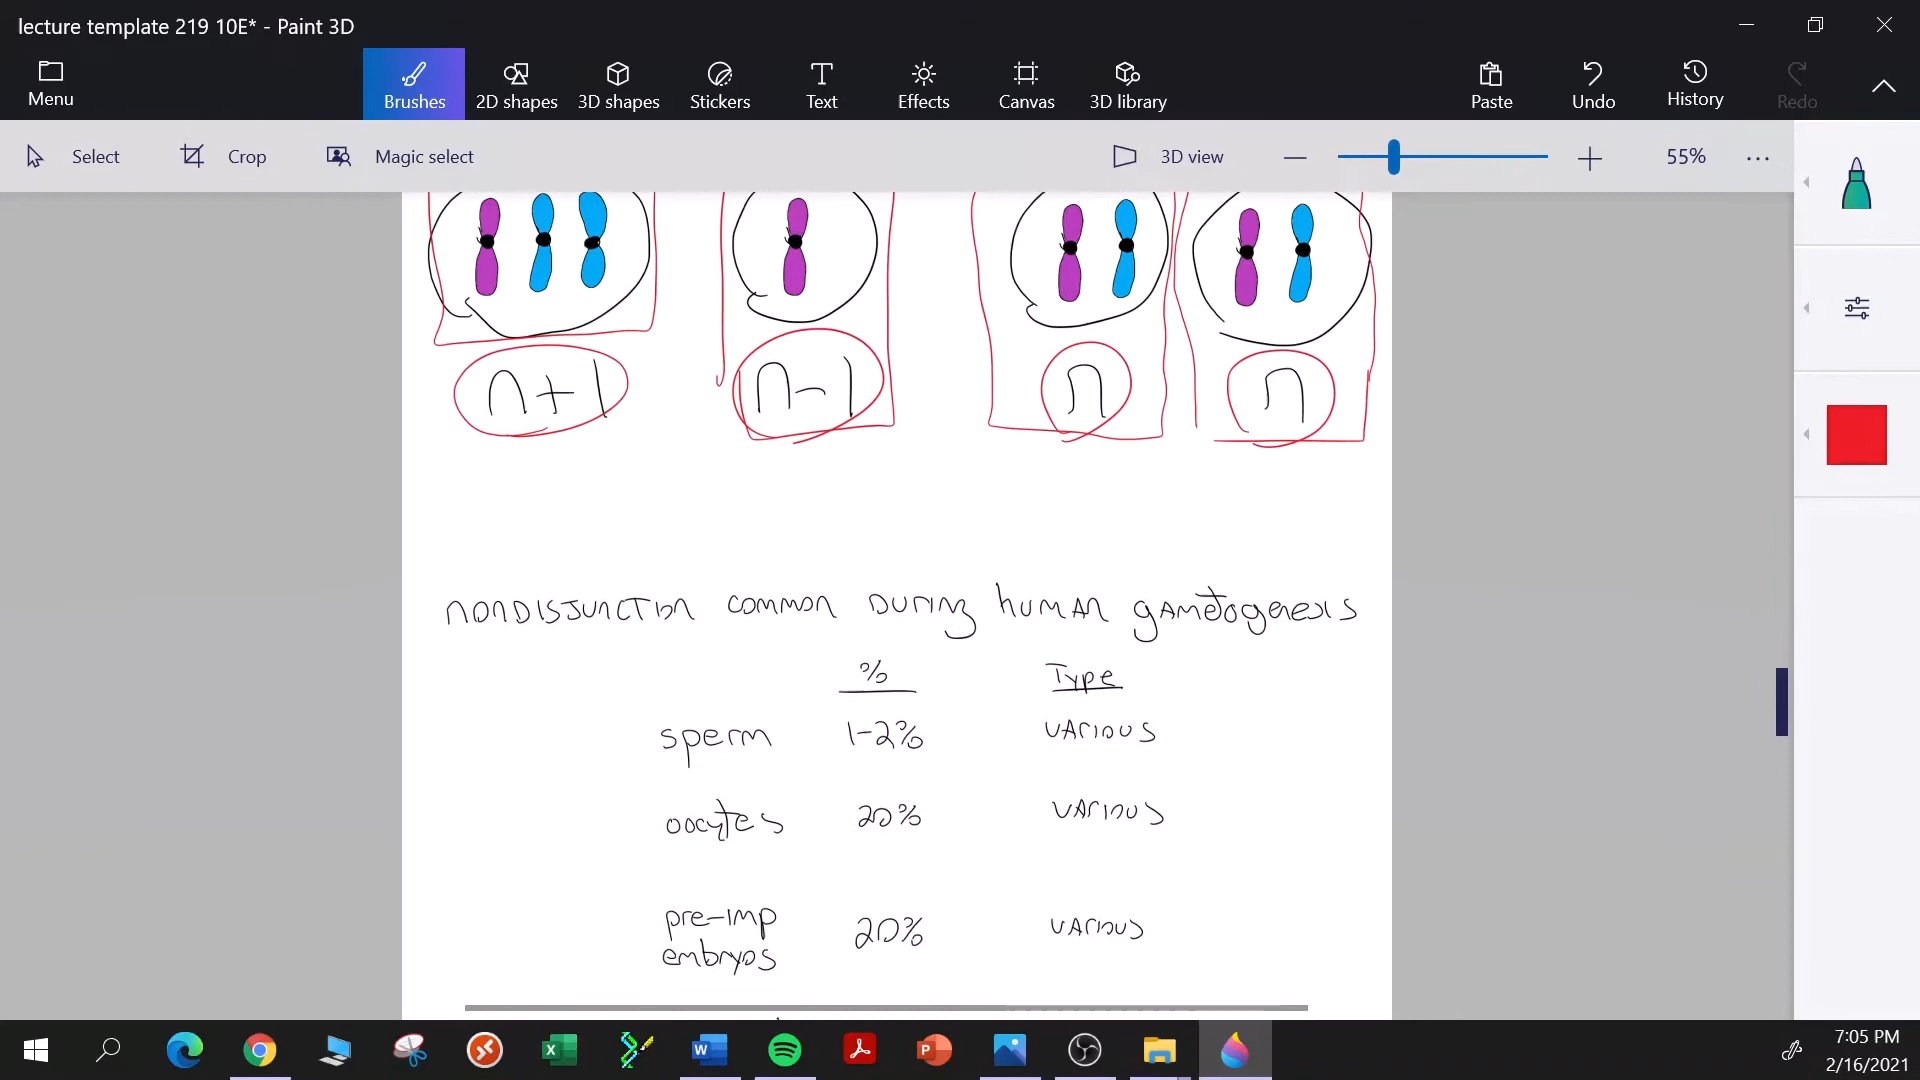 lecture template 219 10E* - Paint 3D
Menu
Brushes
2D shapes
3D shapes
Stickers
Text
Effects
Canvas
3D library
Paste
Undo
History
Redo
Select
Crop
Magic select
3D view
55%
n+1
n-1
n
n
NONDISJUNCTION COMMON DURING HUMAN gAMETOgenesis
% Type
sperm 1-2% VARIOUS
oocytes 20% VARIOUS
pre-IMP
embryos 20% VARIOUS
7:05 PM
2/16/2021